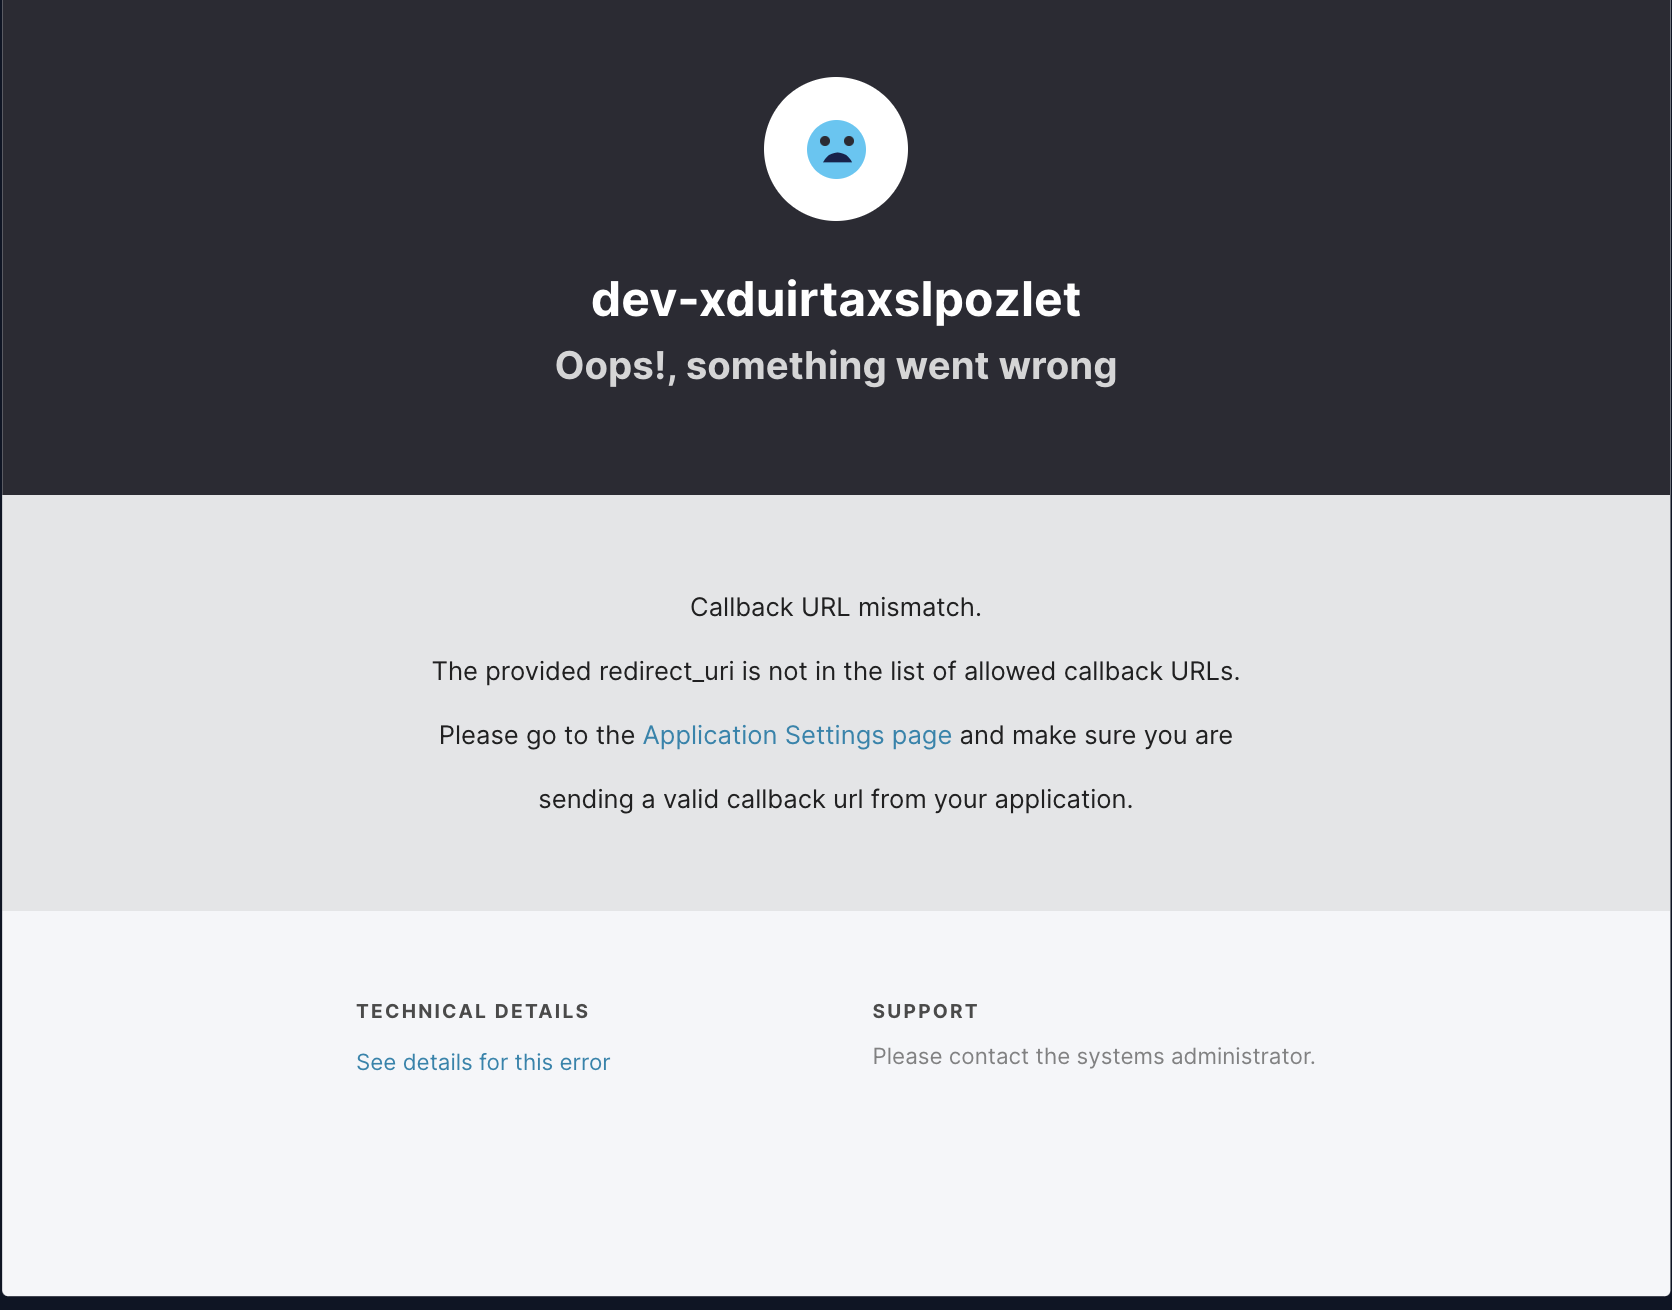 dev-xduirtaxslpozlet
Oops!, something went wrong
Callback URL mismatch.
The provided redirect_uri is not in the list of allowed callback URLs.
Please go to the Application Settings page and make sure you are
sending a valid callback url from your application.
TECHNICAL DETAILS
See details for this error
SUPPORT
Please contact the systems administrator.